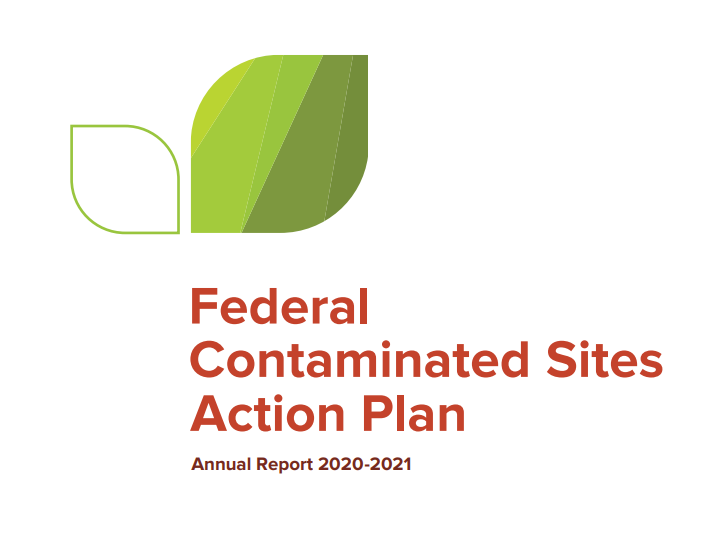 Federal
Contaminated Sites
Action Plan
Annual Report 2020-2021